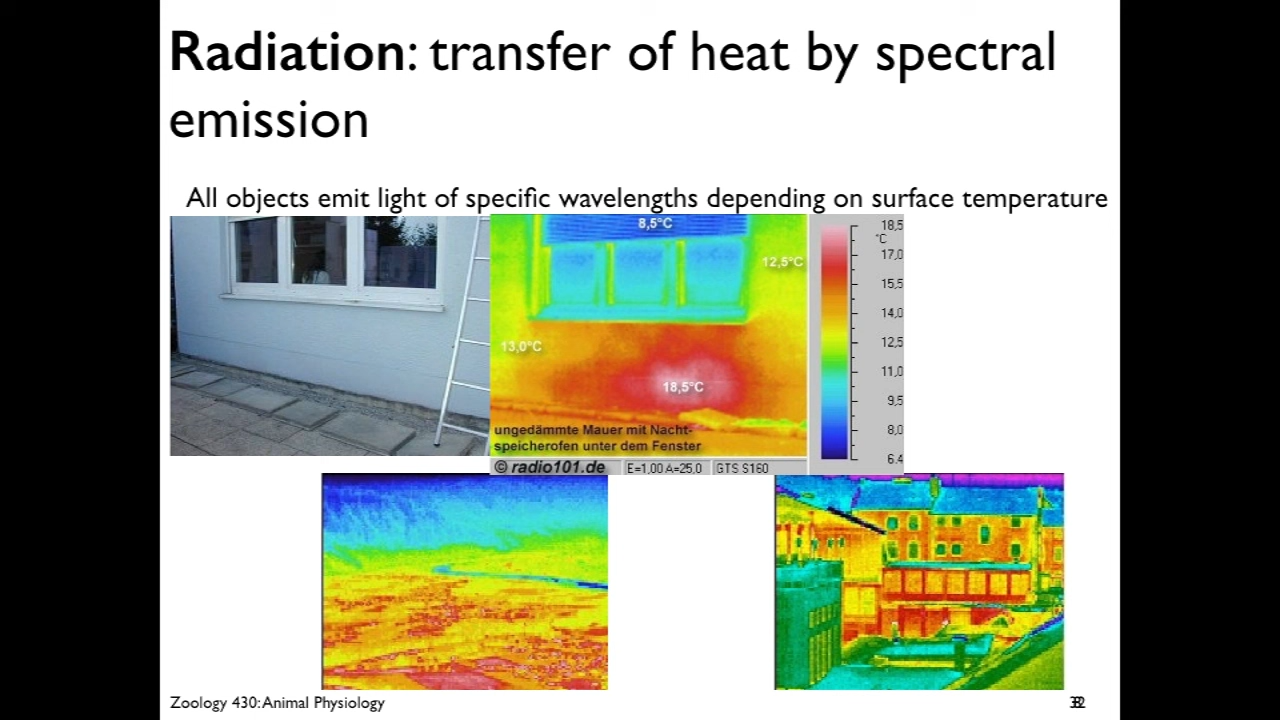 Radiation: transfer of heat by spectral
emission
All objects emit light of specific wavelengths depending on surface temperature
8,5°C
12,5°C
13,0°C
18,5°C
ungedämmte Mauer mit Nacht-
speicherofen unter dem Fenster
© radio101.de
E=1,00 A=25,0
GTS S160
18,5
°C
17,0
15,5
14,0
12,5
11,0
9,5
8,0
6,4
Zoology 430: Animal Physiology